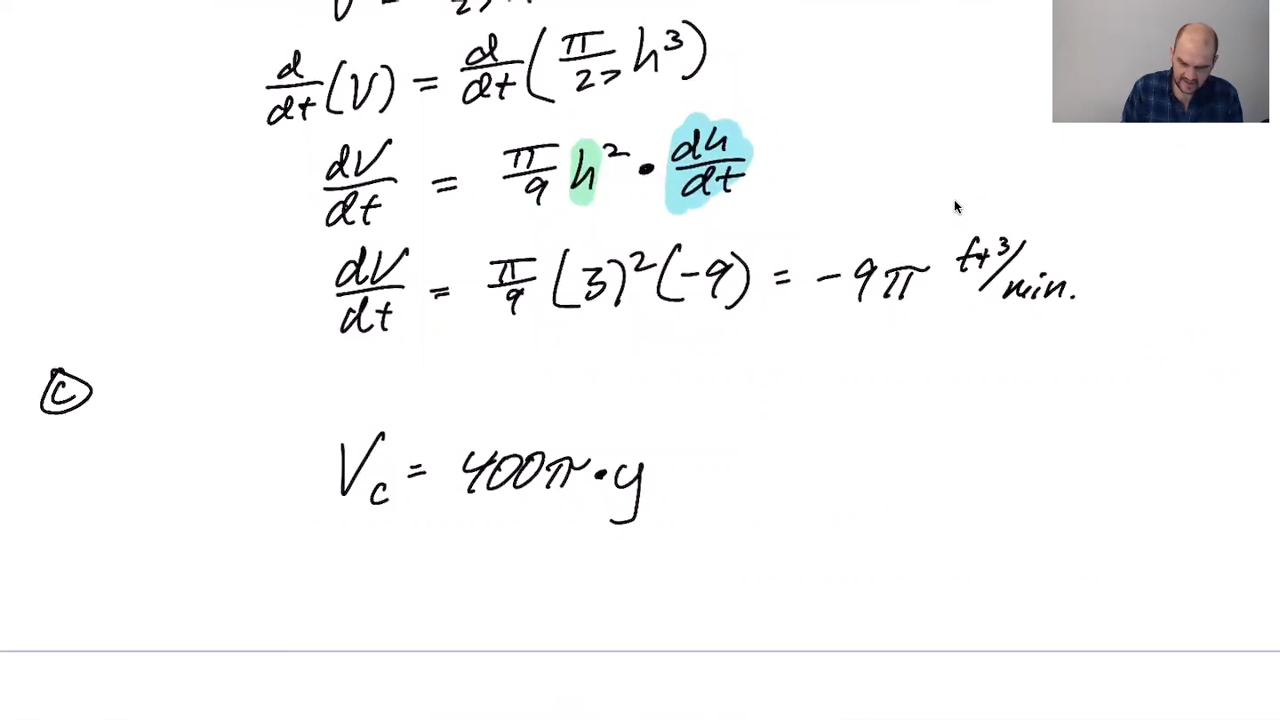 d/dt (V) = d/dt (π/27 h³)
dV/dt = π/9 h² • dh/dt
dV/dt = π/9 (3)² (-9) = -9π ft³/min.
Ⓒ
V_c = 400π • y